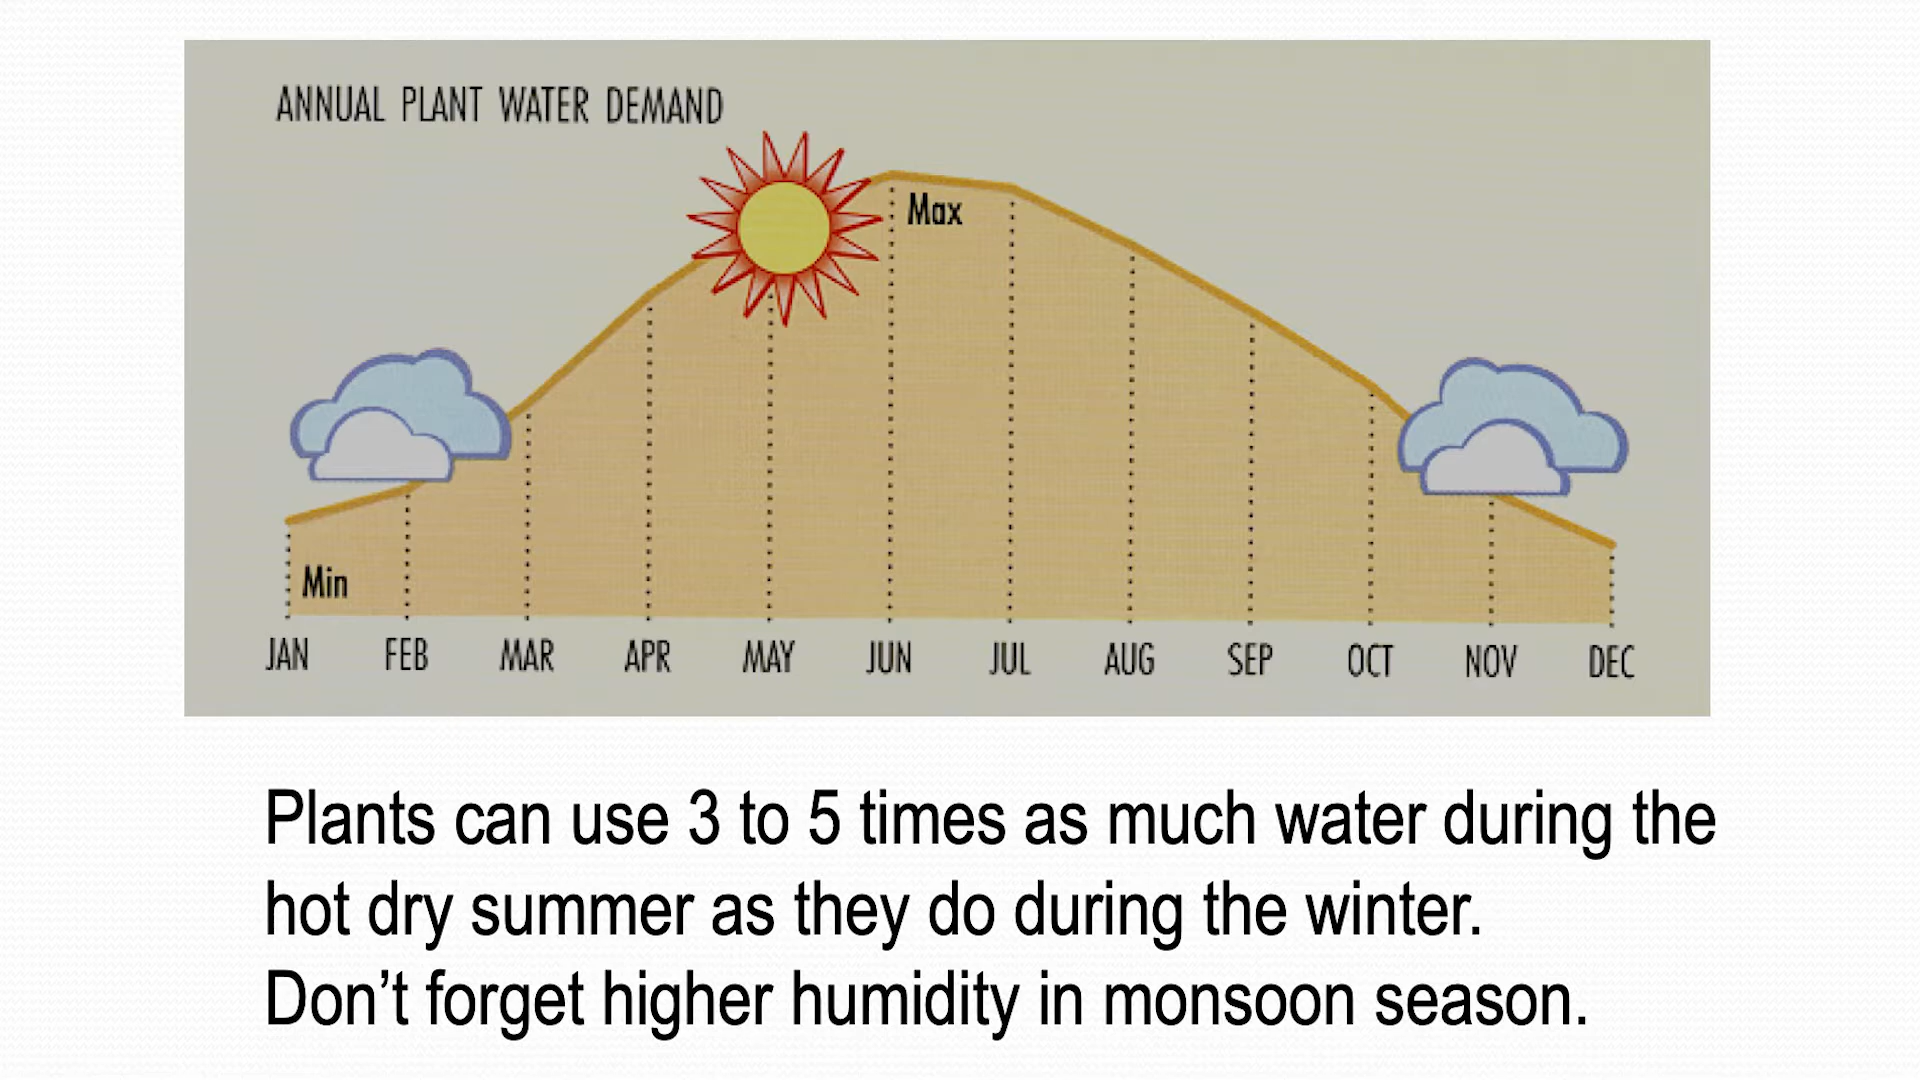 ANNUAL PLANT WATER DEMAND
Max
Min
JAN FEB MAR APR MAY JUN JUL AUG SEP OCT NOV DEC
Plants can use 3 to 5 times as much water during the
hot dry summer as they do during the winter.
Don’t forget higher humidity in monsoon season.